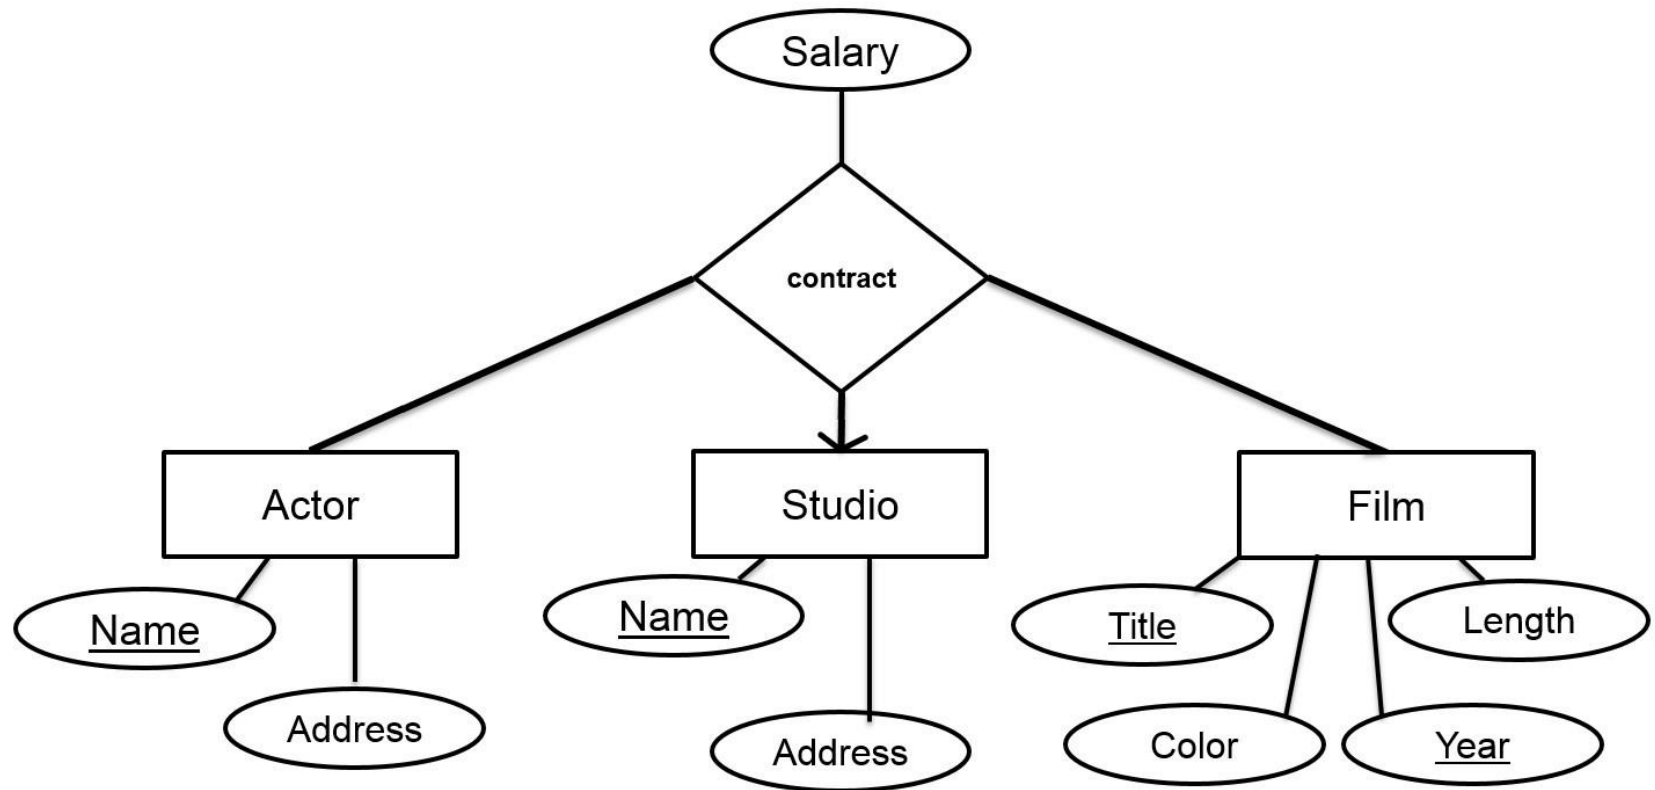 Salary
contract
Actor
Studio
Film
Name
Address
Name
Address
Title
Length
Color
Year